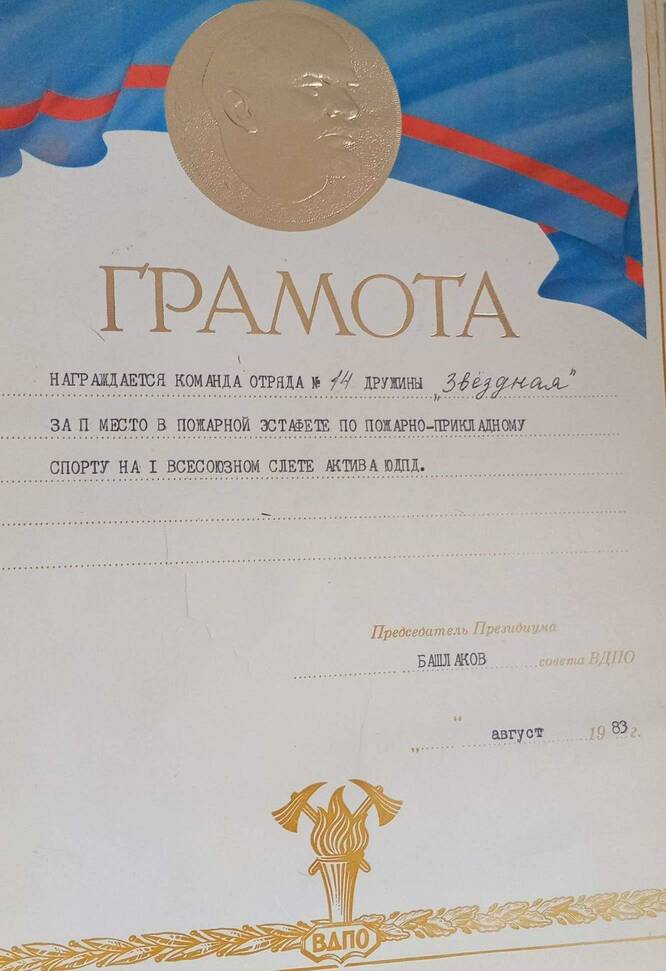 ГРАМОТА
НАГРАЖДАЕТСЯ КОМАНДА ОТРЯДА № 14 ДРУЖИНЫ „Звёздная"
ЗА П МЕСТО В ПОЖАРНОЙ ЭСТАФЕТЕ ПО ПОЖАРНО-ПРИКЛАДНОМУ
СПОРТУ НА I ВСЕСОЮЗНОМ СЛЕТЕ АКТИВА ЮДПД.
Председатель Президиума
БАШЛАКОВ совета ВДПО
„ “ август 1983 г.
ВДПО